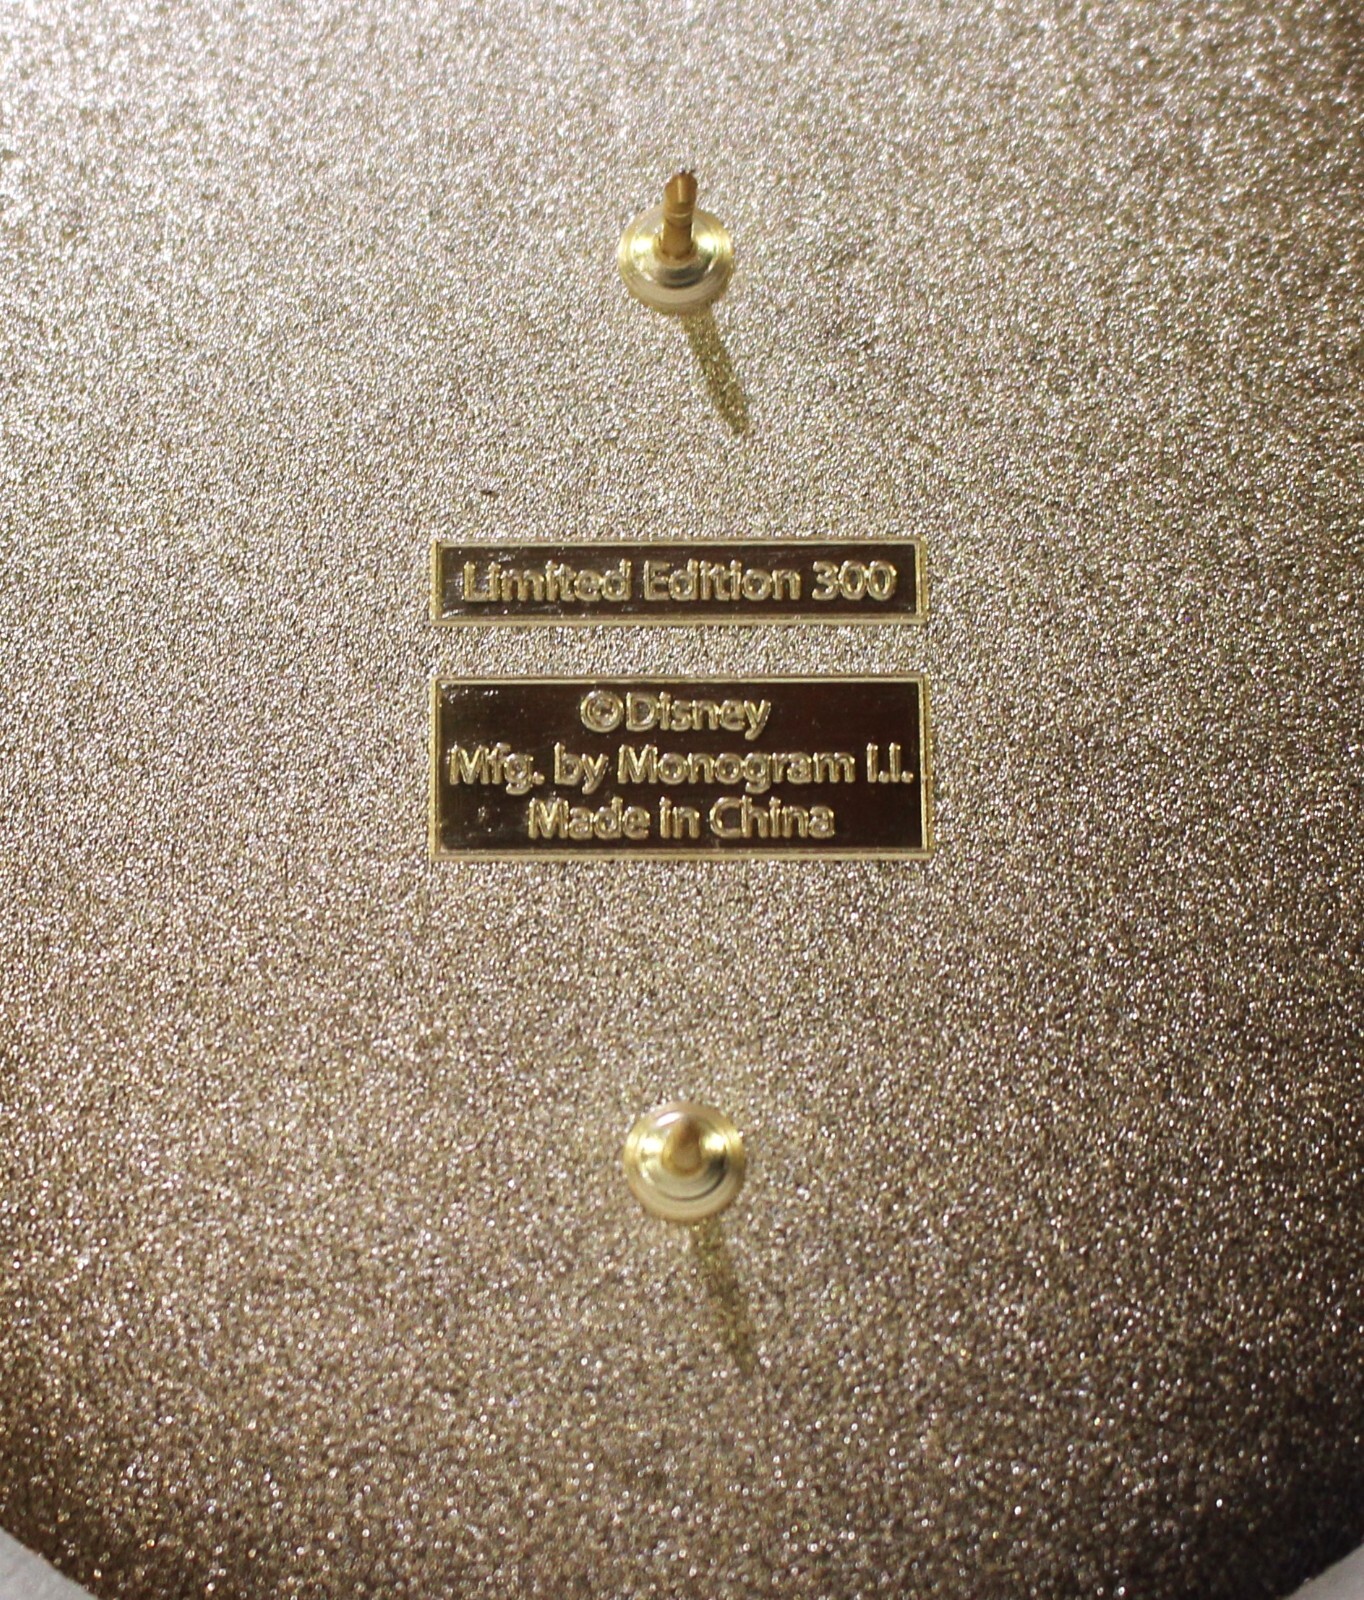 Limited Edition 300
©Disney
Mfg. by Monogram I.I.
Made in China